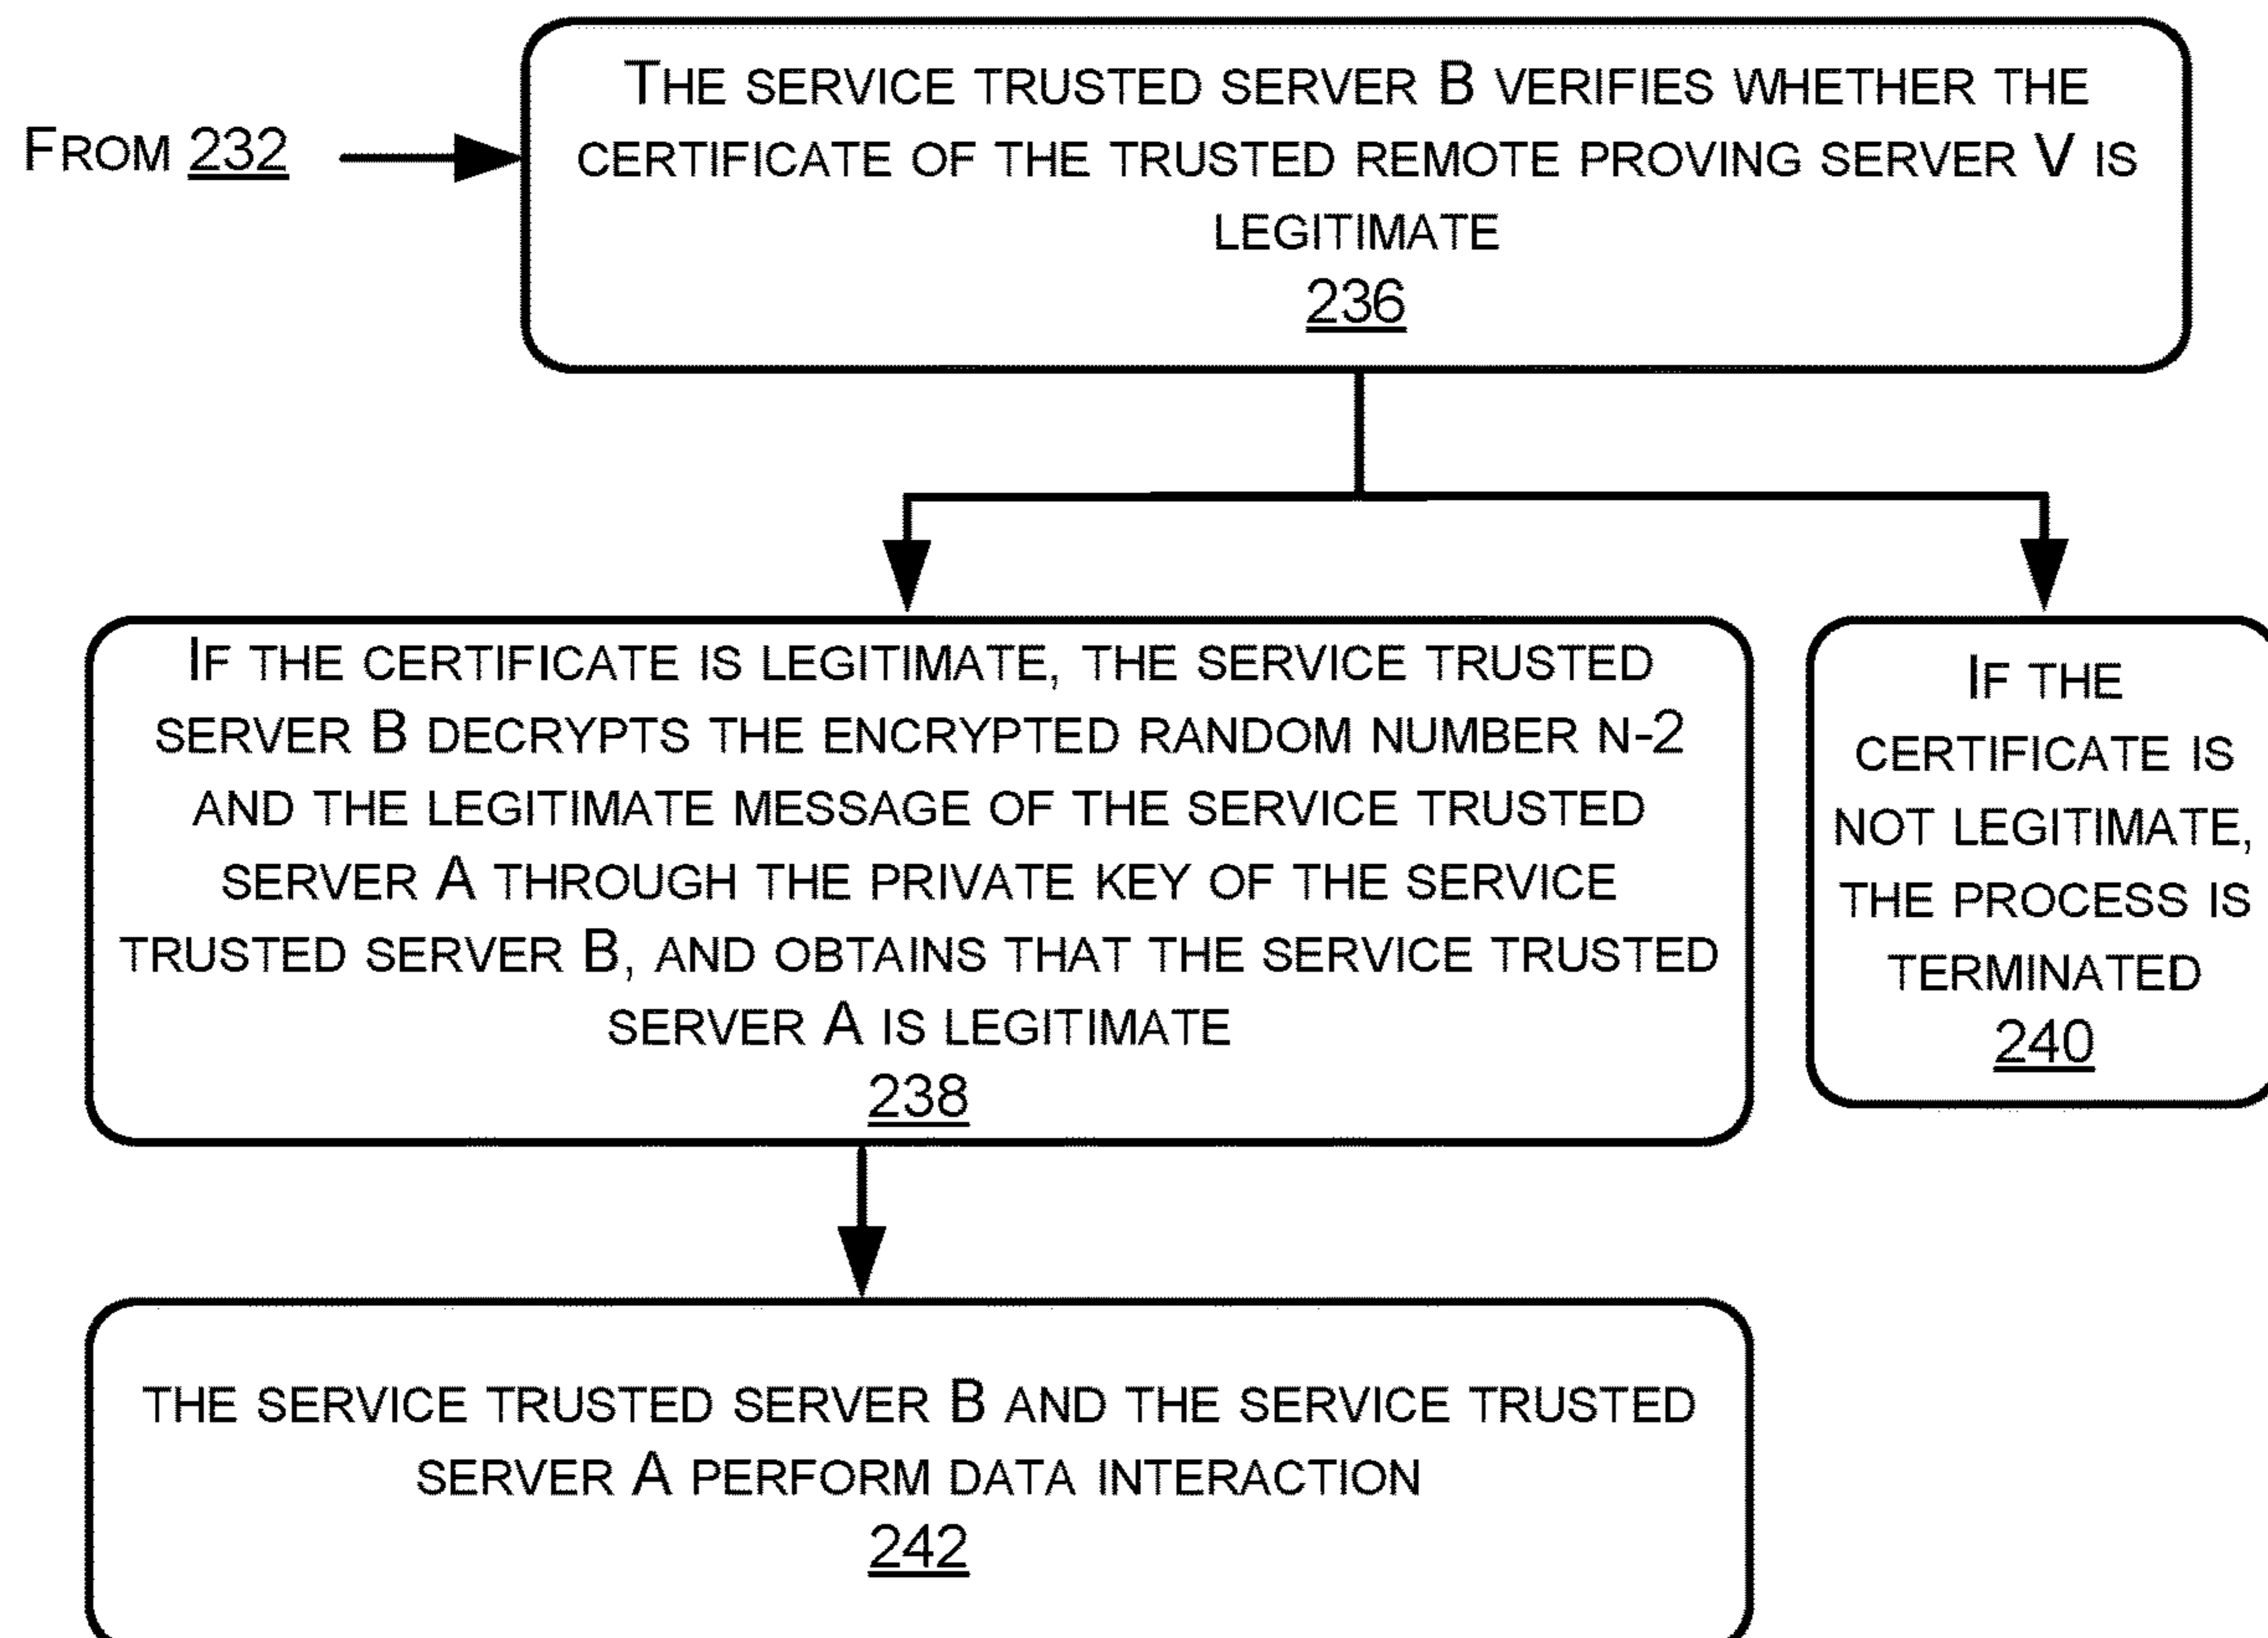 FROM 232
THE SERVICE TRUSTED SERVER B VERIFIES WHETHER THE
CERTIFICATE OF THE TRUSTED REMOTE PROVING SERVER V IS
LEGITIMATE
236
IF THE CERTIFICATE IS LEGITIMATE, THE SERVICE TRUSTED
SERVER B DECRYPTS THE ENCRYPTED RANDOM NUMBER N-2
AND THE LEGITIMATE MESSAGE OF THE SERVICE TRUSTED
SERVER A THROUGH THE PRIVATE KEY OF THE SERVICE
TRUSTED SERVER B, AND OBTAINS THAT THE SERVICE TRUSTED
SERVER A IS LEGITIMATE
238
IF THE
CERTIFICATE IS
NOT LEGITIMATE,
THE PROCESS IS
TERMINATED
240
THE SERVICE TRUSTED SERVER B AND THE SERVICE TRUSTED
SERVER A PERFORM DATA INTERACTION
242